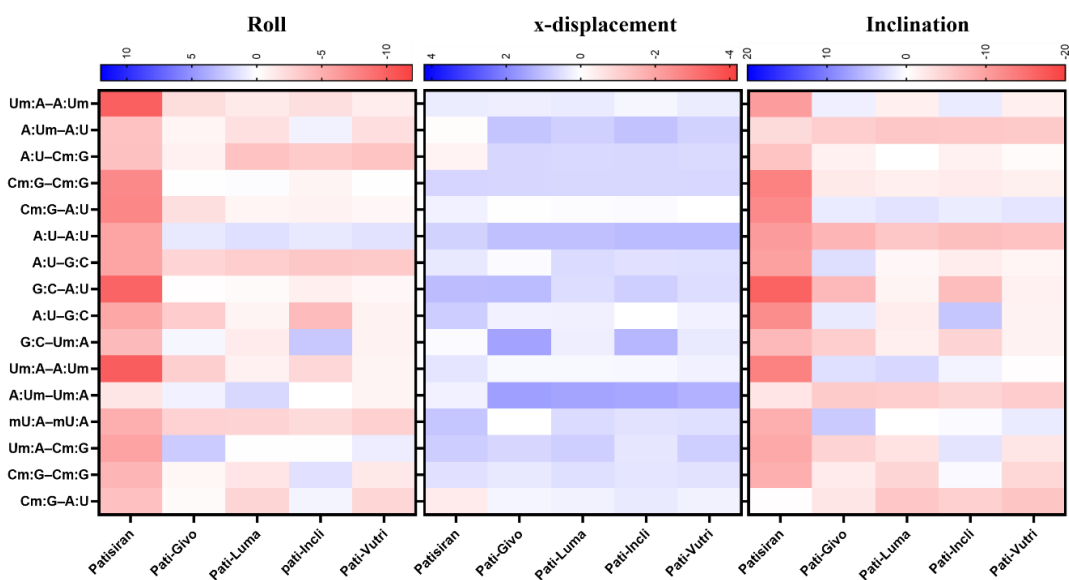 Roll
x-displacement
Inclination
10 5 0 -5 -10
4 2 0 -2 -4
20 10 0 -10 -20
Um:A–A:Um
A:Um–A:U
A:U–Cm:G
Cm:G–Cm:G
Cm:G–A:U
A:U–A:U
A:U–G:C
G:C–A:U
A:U–G:C
G:C–Um:A
Um:A–A:Um
A:Um–Um:A
mU:A–mU:A
Um:A–Cm:G
Cm:G–Cm:G
Cm:G–A:U
Patisiran Pati-Givo Pati-Luma pati-Incli Pati-Vutri
Patisiran Pati-Givo Pati-Luma Pati-Incli Pati-Vutri
Patisiran Pati-Givo Pati-Luma Pati-Incii Pati-Vutri